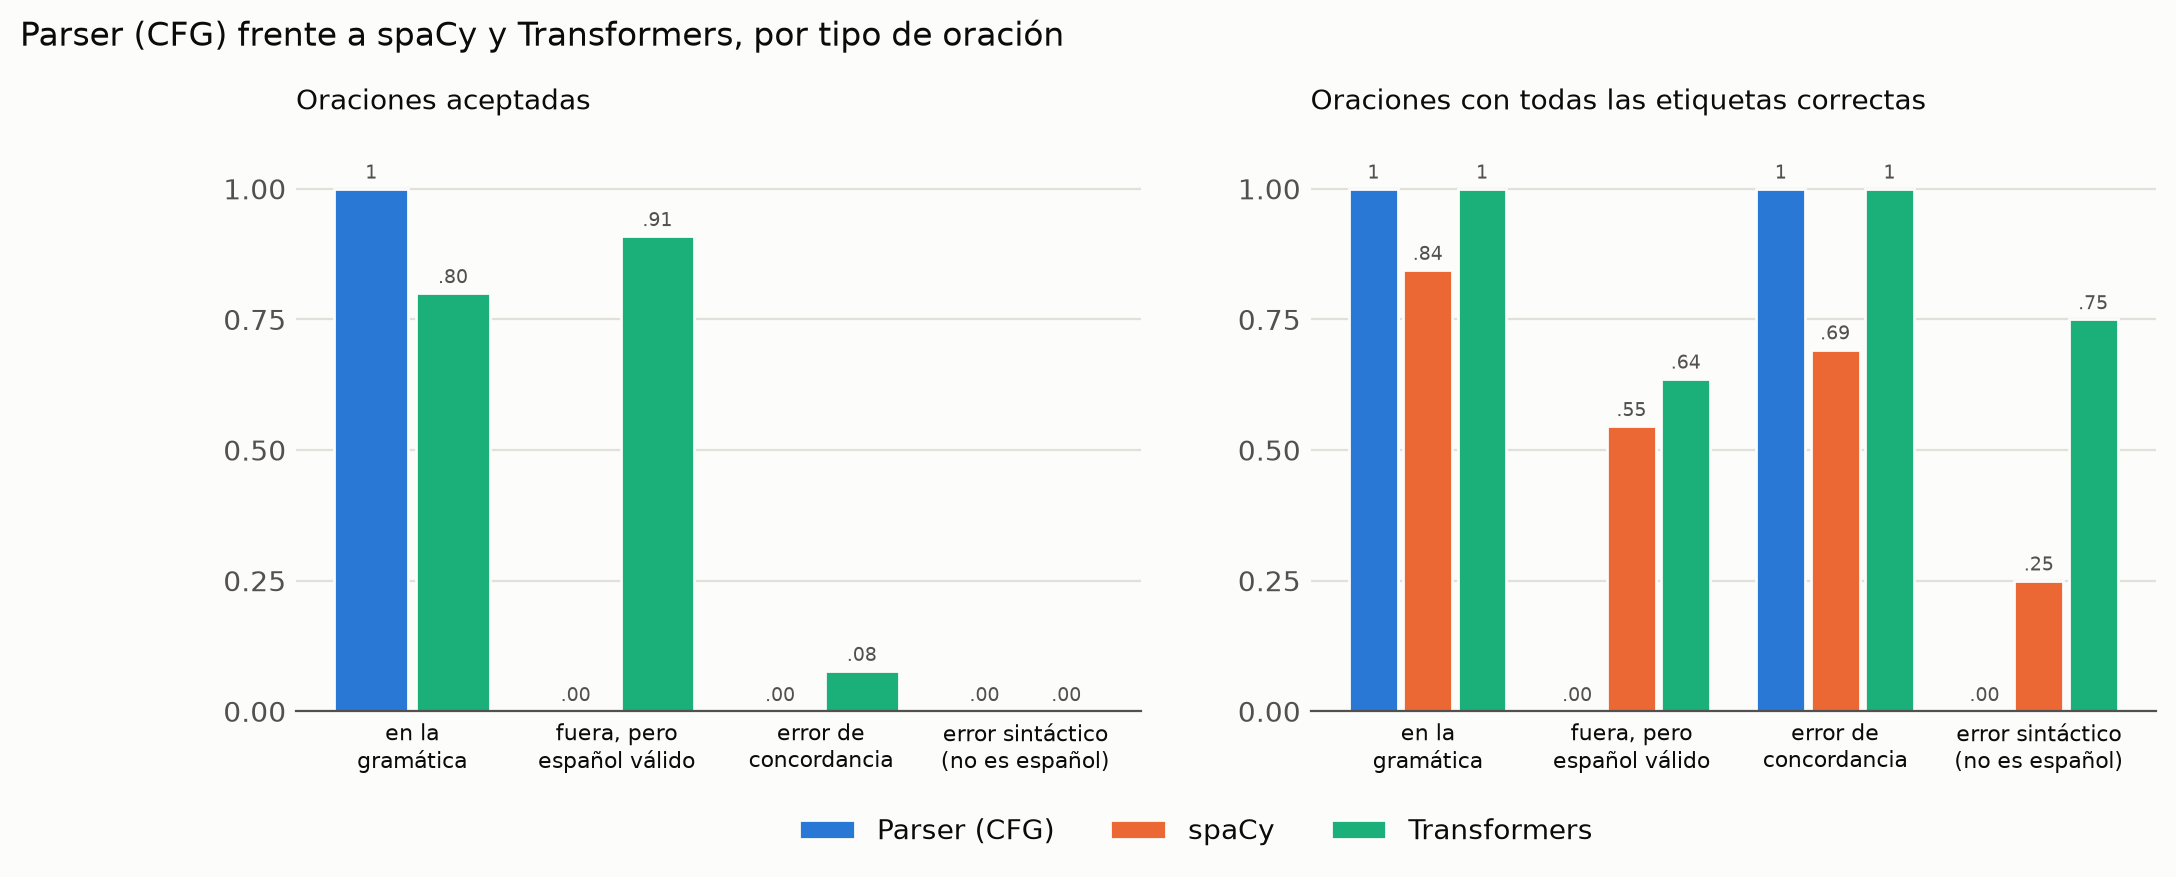 Parser (CFG) frente a spaCy y Transformers, por tipo de oración
Oraciones aceptadas
1.00
0.75
0.50
0.25
0.00
1
.80
.00
.91
.00
.08
.00
.00
en la
gramática
fuera, pero
español válido
error de
concordancia
error sintáctico
(no es español)
Oraciones con todas las etiquetas correctas
1.00
0.75
0.50
0.25
0.00
1
.84
1
.00
.55
.64
1
.69
1
.00
.25
.75
en la
gramática
fuera, pero
español válido
error de
concordancia
error sintáctico
(no es español)
Parser (CFG)
spaCy
Transformers